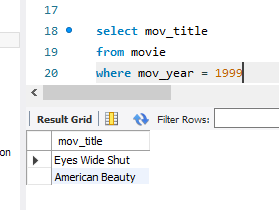 17
18 select mov_title
19 from movie
20 where mov_year = 1999
Result Grid Filter Rows:
mov_title
Eyes Wide Shut
American Beauty
on